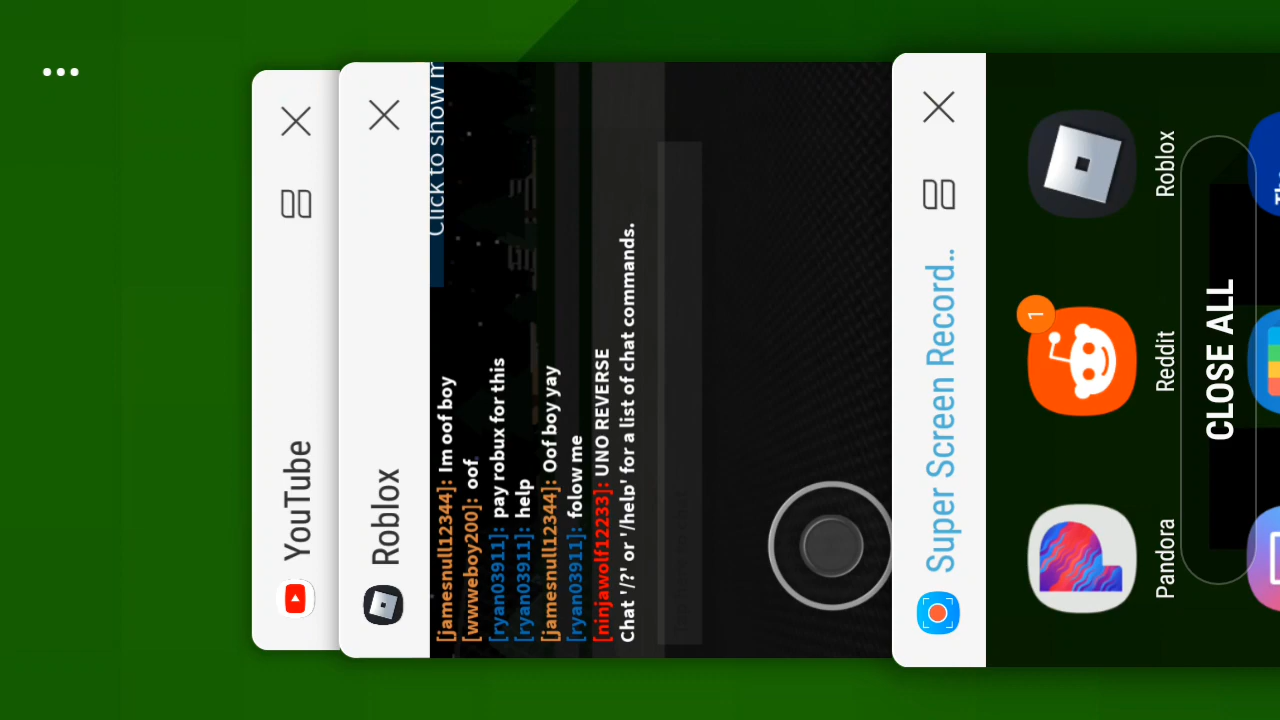 YouTube
Roblox
Click to show m
[jamesnull12344]: Im oof boy
[wwweboy200]: oof
[ryan03911]: pay robux for this
[ryan03911]: help
[jamesnull12344]: Oof boy yay
[ryan03911]: folow me
[ninjawolf12233]: UNO REVERSE
Chat '/?' or '/help' for a list of chat commands.
Super Screen Record..
Pandora
Reddit
1
Roblox
CLOSE ALL